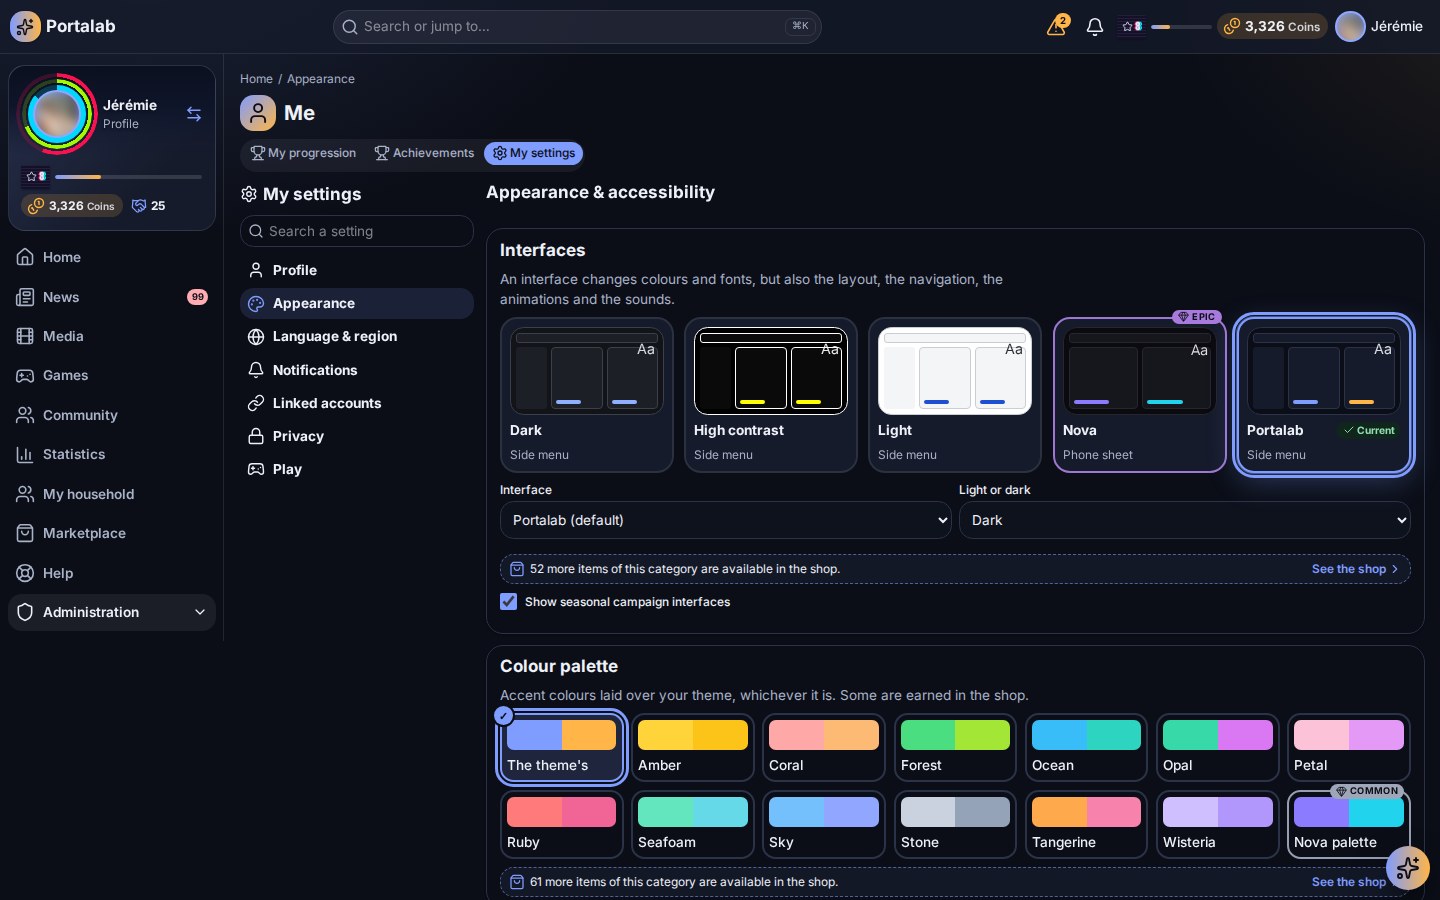 Portalab
Search or jump to...
⌘K
2
3,326 Coins
Jérémie
Jérémie
Profile
3,326 Coins
25
Home
News
99
Media
Games
Community
Statistics
My household
Marketplace
Help
Administration
Home / Appearance
Me
My progression
Achievements
My settings
My settings
Search a setting
Profile
Appearance
Language & region
Notifications
Linked accounts
Privacy
Play
Appearance & accessibility
Interfaces
An interface changes colours and fonts, but also the layout, the navigation, the
animations and the sounds.
Aa
Dark
Side menu
Aa
High contrast
Side menu
Aa
Light
Side menu
EPIC
Aa
Nova
Phone sheet
Aa
Portalab
Current
Side menu
Interface
Portalab (default)
Light or dark
Dark
52 more items of this category are available in the shop.
See the shop
Show seasonal campaign interfaces
Colour palette
Accent colours laid over your theme, whichever it is. Some are earned in the shop.
The theme's
Amber
Coral
Forest
Ocean
Opal
Petal
Ruby
Seafoam
Sky
Stone
Tangerine
Wisteria
COMMON
Nova palette
61 more items of this category are available in the shop.
See the shop